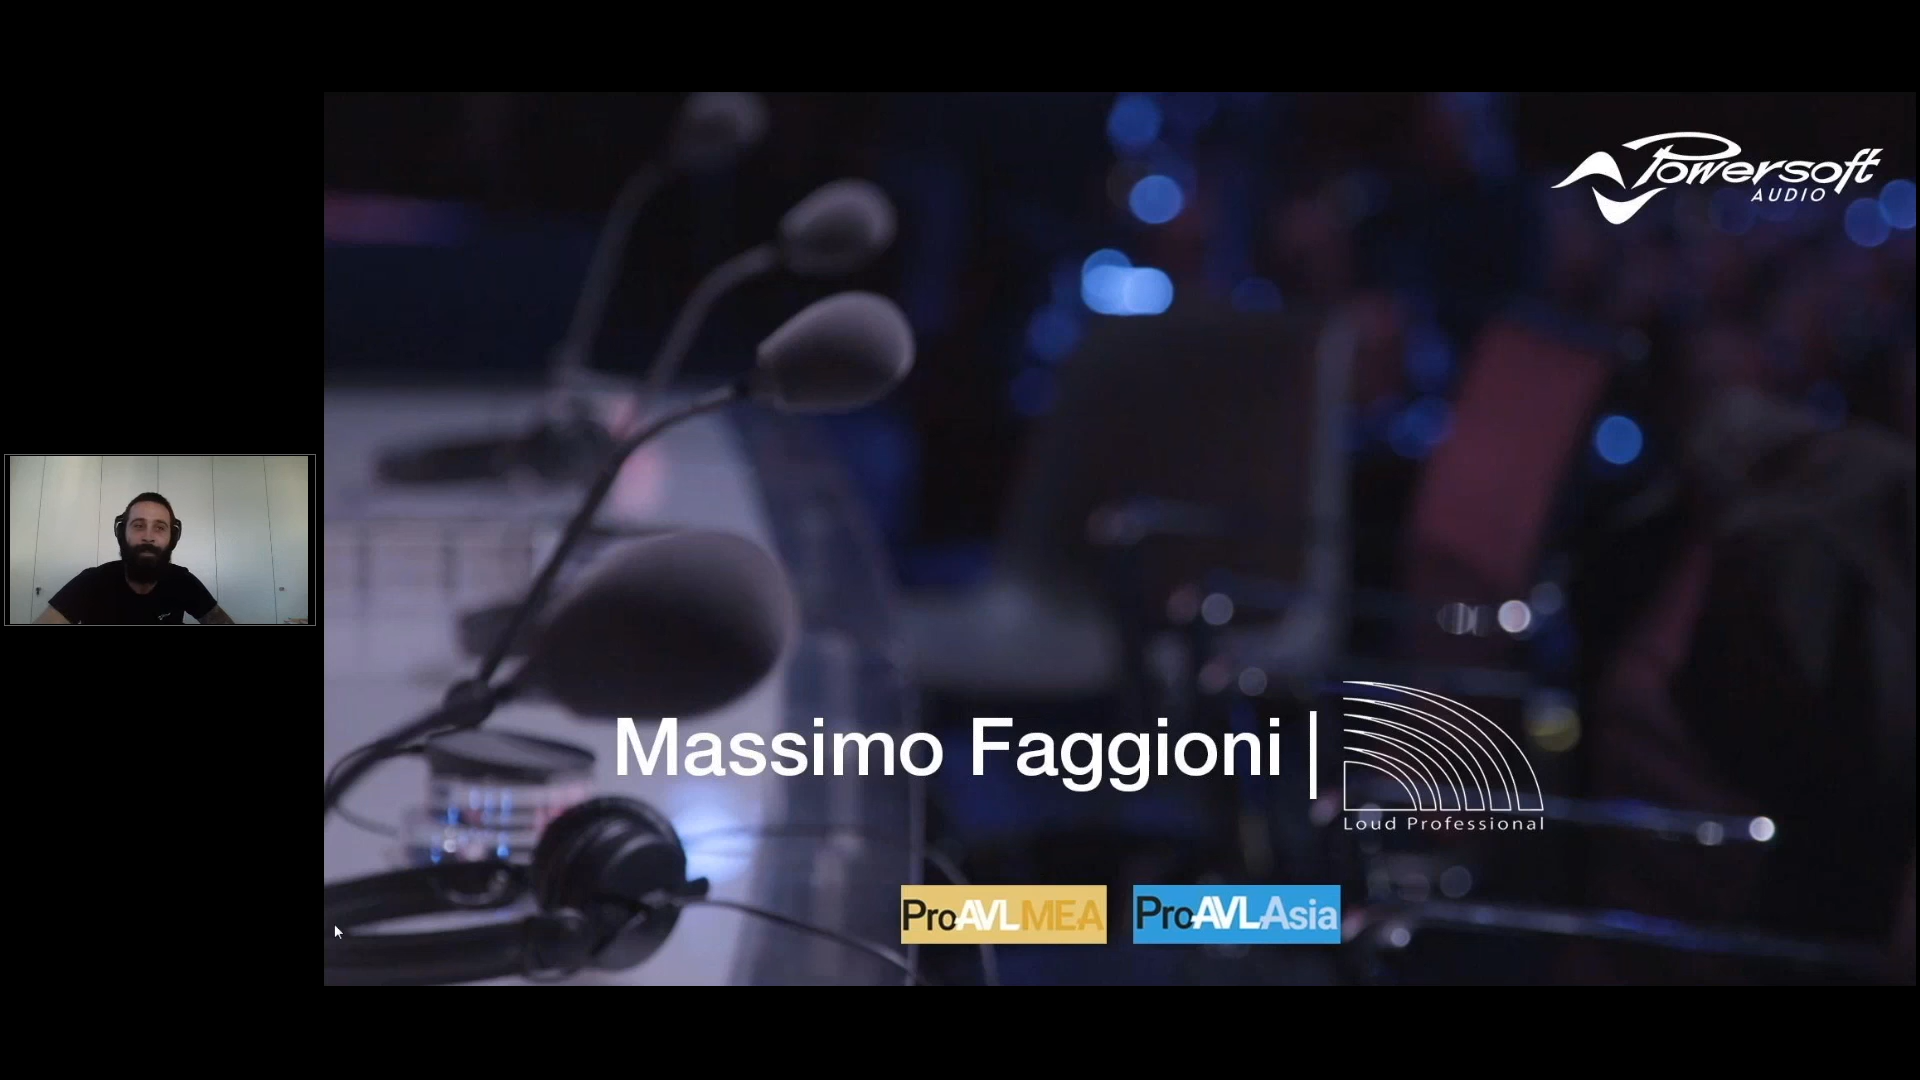 Powersoft
AUDIO
Massimo Faggioni |
Loud Professional
ProAVLMEA
ProAVLAsia